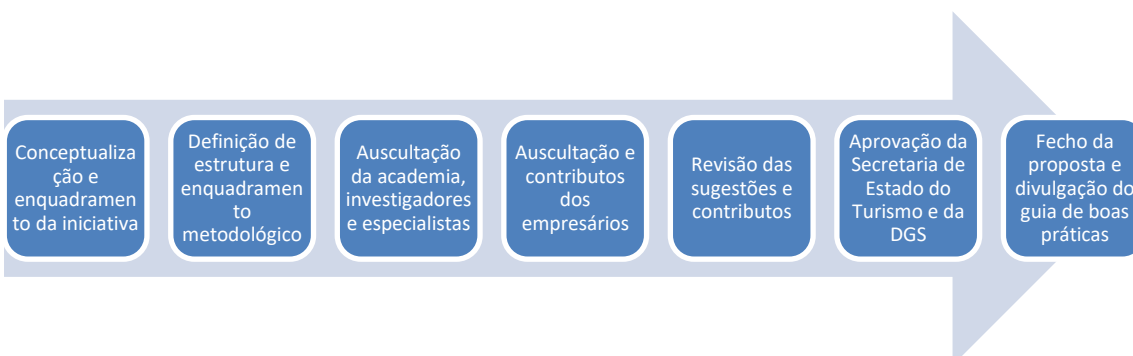 Conceptualiza
ção e
enquadramen
to da iniciativa
Definição de
estrutura e
enquadramen
to
metodológico
Auscultação
da academia,
investigadores
e especialistas
Auscultação e
contributos
dos
empresários
Revisão das
sugestões e
contributos
Aprovação da
Secretaria de
Estado do
Turismo e da
DGS
Fecho da
proposta e
divulgação do
guia de boas
práticas